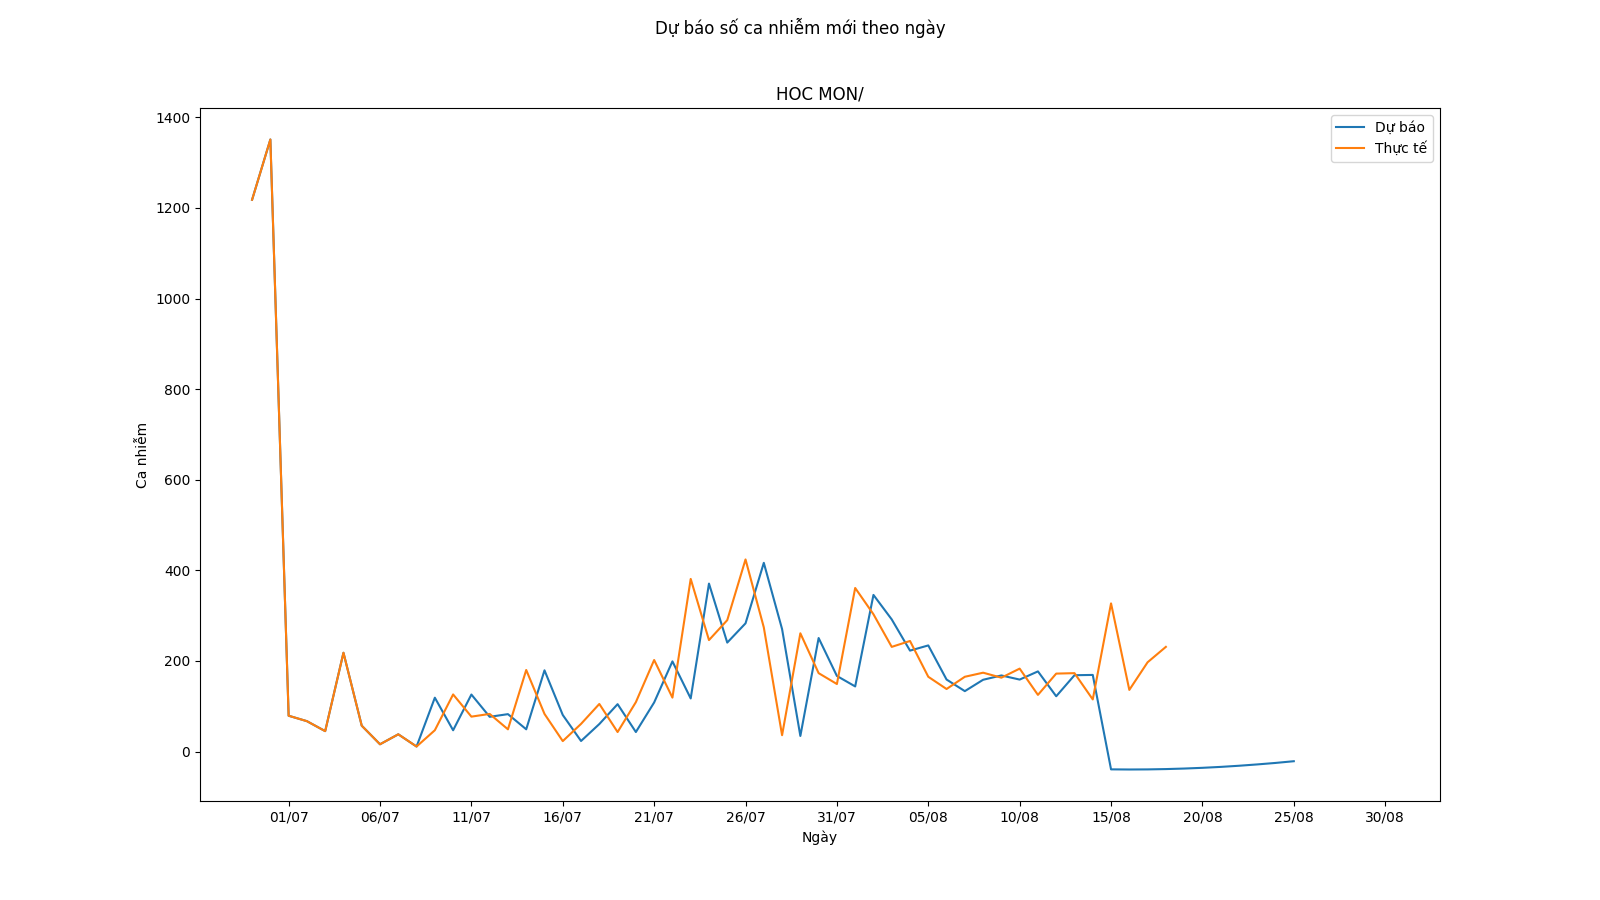 Dự báo số ca nhiễm mới theo ngày
HOC MON/
Dự báo
Thực tế
1400
1200
1000
800
600
400
200
0
Ca nhiễm
01/07 06/07 11/07 16/07 21/07 26/07 31/07 05/08 10/08 15/08 20/08 25/08 30/08
Ngày